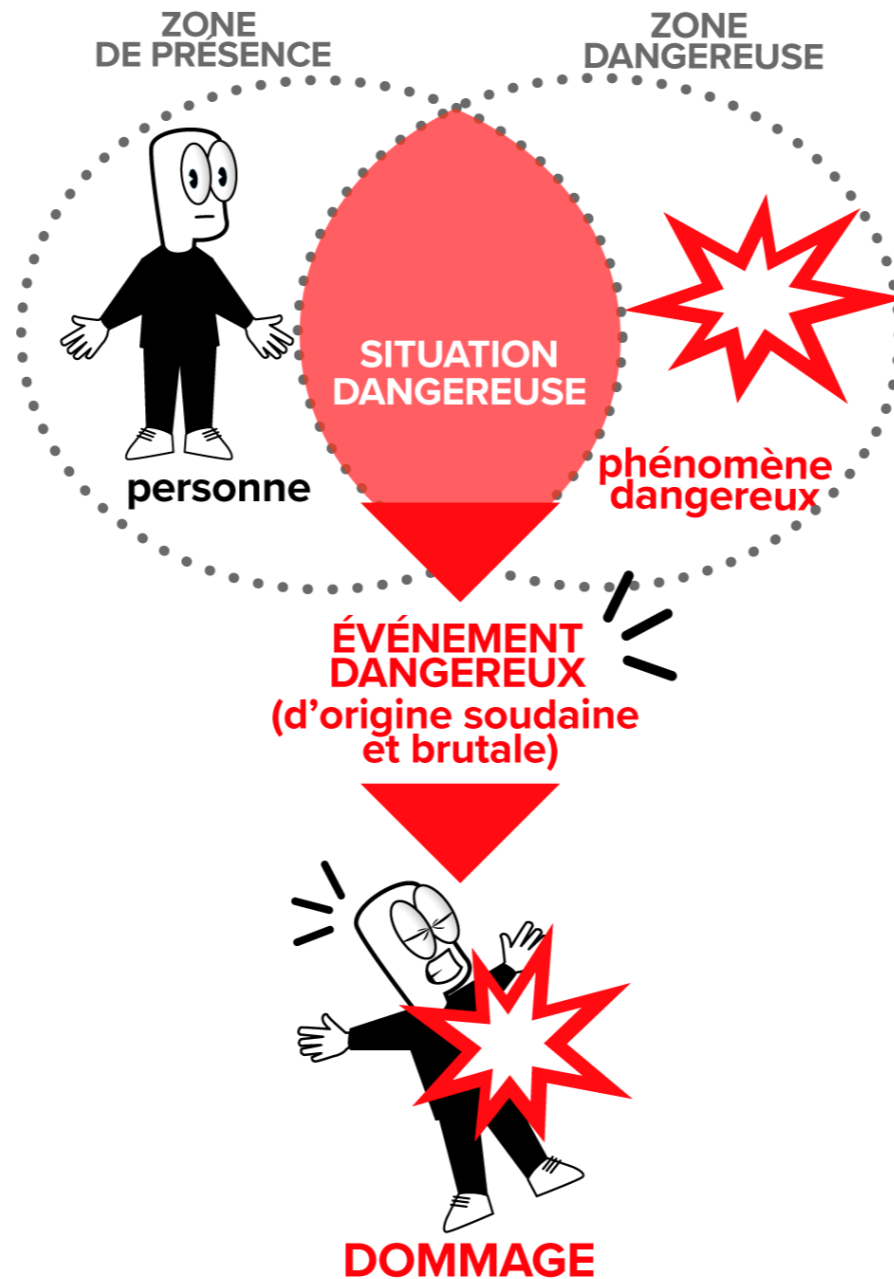 ZONE
DE PRÉSENCE
ZONE
DANGEREUSE
SITUATION
DANGEREUSE
personne
phénomène
dangereux
ÉVÉNEMENT
DANGEREUX
(d'origine soudaine
et brutale)
DOMMAGE